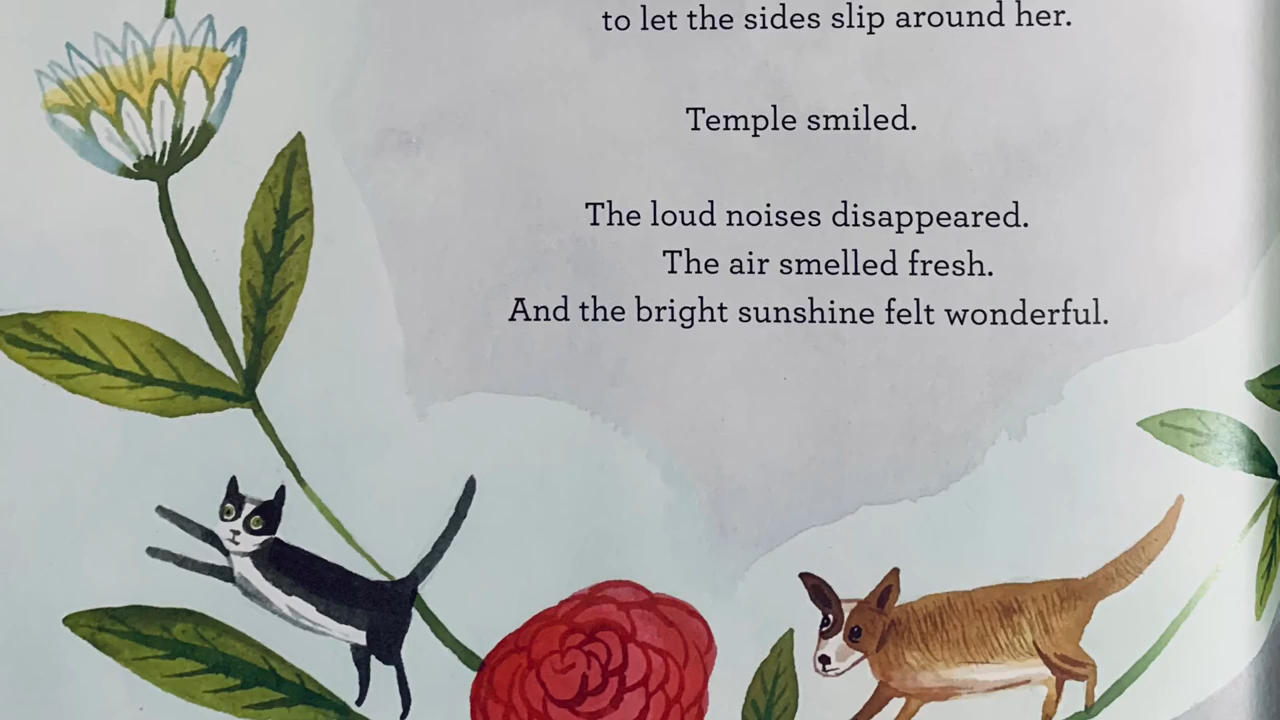 to let the sides slip around her.
Temple smiled.
The loud noises disappeared.
The air smelled fresh.
And the bright sunshine felt wonderful.